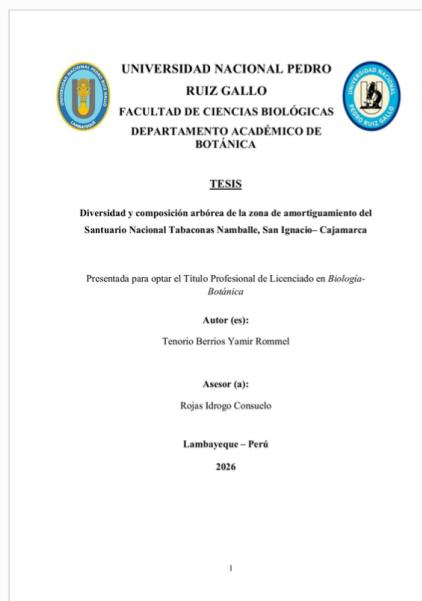 UNIVERSIDAD NACIONAL PEDRO
RUIZ GALLO
FACULTAD DE CIENCIAS BIOLÓGICAS
DEPARTAMENTO ACADÉMICO DE
BOTÁNICA
TESIS
Diversidad y composición arbórea de la zona de amortiguamiento del
Santuario Nacional Tabaconas Namballe, San Ignacio– Cajamarca
Presentada para optar el Título Profesional de Licenciado en Biología-
Botánica
Autor (es):
Tenorio Berrios Yamir Rommel
Asesor (a):
Rojas Idrogo Consuelo
Lambayeque – Perú
2026
1